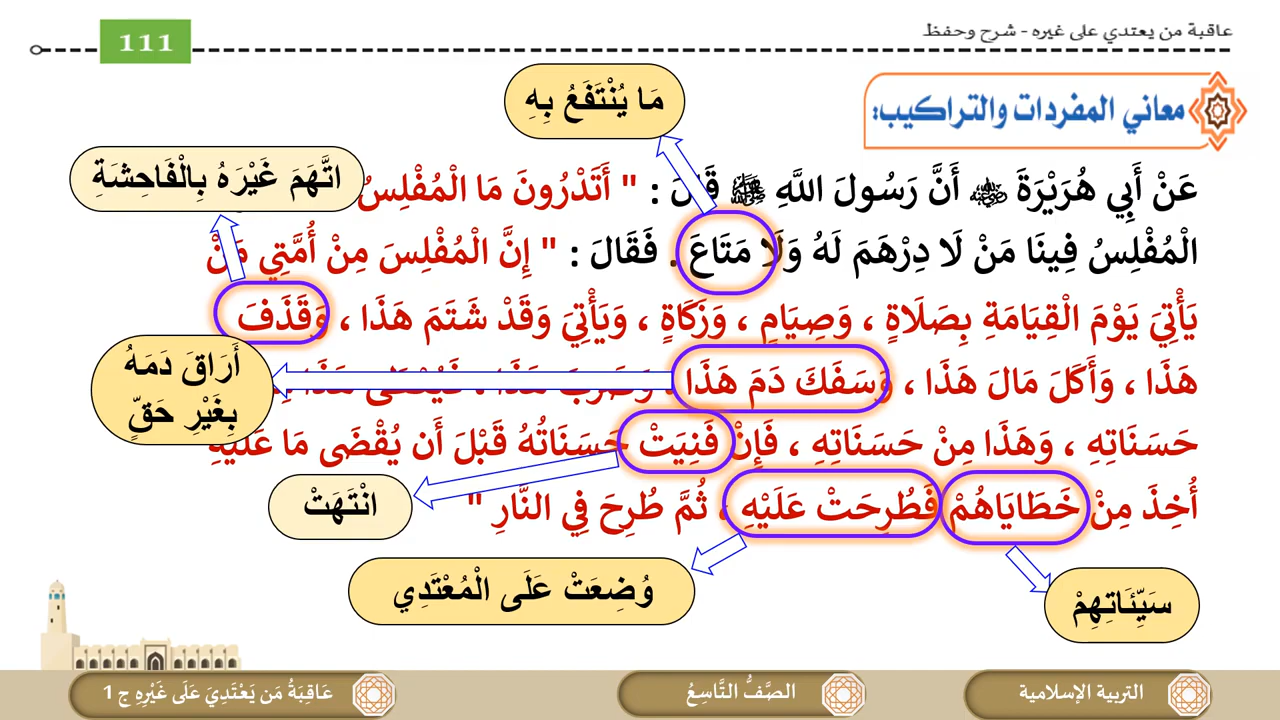 عاقبة من يعتدي على غيره - شرح وحفظ
111
معاني المفردات والتراكيب:
مَا يُنْتَفَعُ بِهِ
اتَّهَمَ غَيْرَهُ بِالْفَاحِشَةِ
عَنْ أَبِي هُرَيْرَةَ ﷺ أَنَّ رَسُولَ اللَّهِ ﷺ قَالَ : " أَتَدْرُونَ مَا الْمُفْلِسُ
الْمُفْلِسُ فِينَا مَنْ لَا دِرْهَمَ لَهُ وَلَا مَتَاعَ . فَقَالَ : " إِنَّ الْمُفْلِسَ مِنْ أُمَّتِي مَنْ
يَأْتِيَ يَوْمَ الْقِيَامَةِ بِصَلَاةٍ ، وَصِيَامٍ ، وَزَكَاةٍ ، وَيَأْتِيَ وَقَدْ شَتَمَ هَذَا ، وَقَذَفَ
هَذَا ، وَأَكَلَ مَالَ هَذَا ، وَسَفَكَ دَمَ هَذَا وَضَرَبَ هَذَا ، فَيُعْطَى هَذَا
أَرَاقَ دَمَهُ
بِغَيْرِ حَقٍّ
حَسَنَاتِهِ ، وَهَذَا مِنْ حَسَنَاتِهِ ، فَإِنْ فَنِيَتْ حَسَنَاتُهُ قَبْلَ أَن يُقْضَى مَا عَلَيْهِ
أُخِذَ مِنْ خَطَايَاهُمْ فَطُرِحَتْ عَلَيْهِ ، ثُمَّ طُرِحَ فِي النَّارِ "
انْتَهَتْ
وُضِعَتْ عَلَى الْمُعْتَدِي
سَيِّئَاتِهِمْ
التربية الإسلامية
الصَّفُّ التَّاسِعُ
عَاقِبَةُ مَن يَعْتَدِيَ عَلَى غَيْرِهِ ج 1